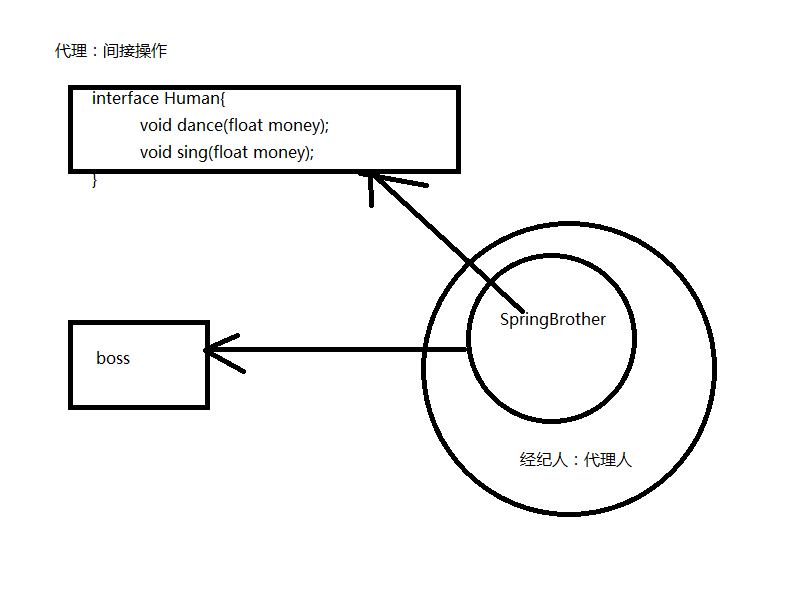 代理：间接操作
interface Human{
void dance(float money);
void sing(float money);
}
SpringBrother
boss
经纪人：代理人